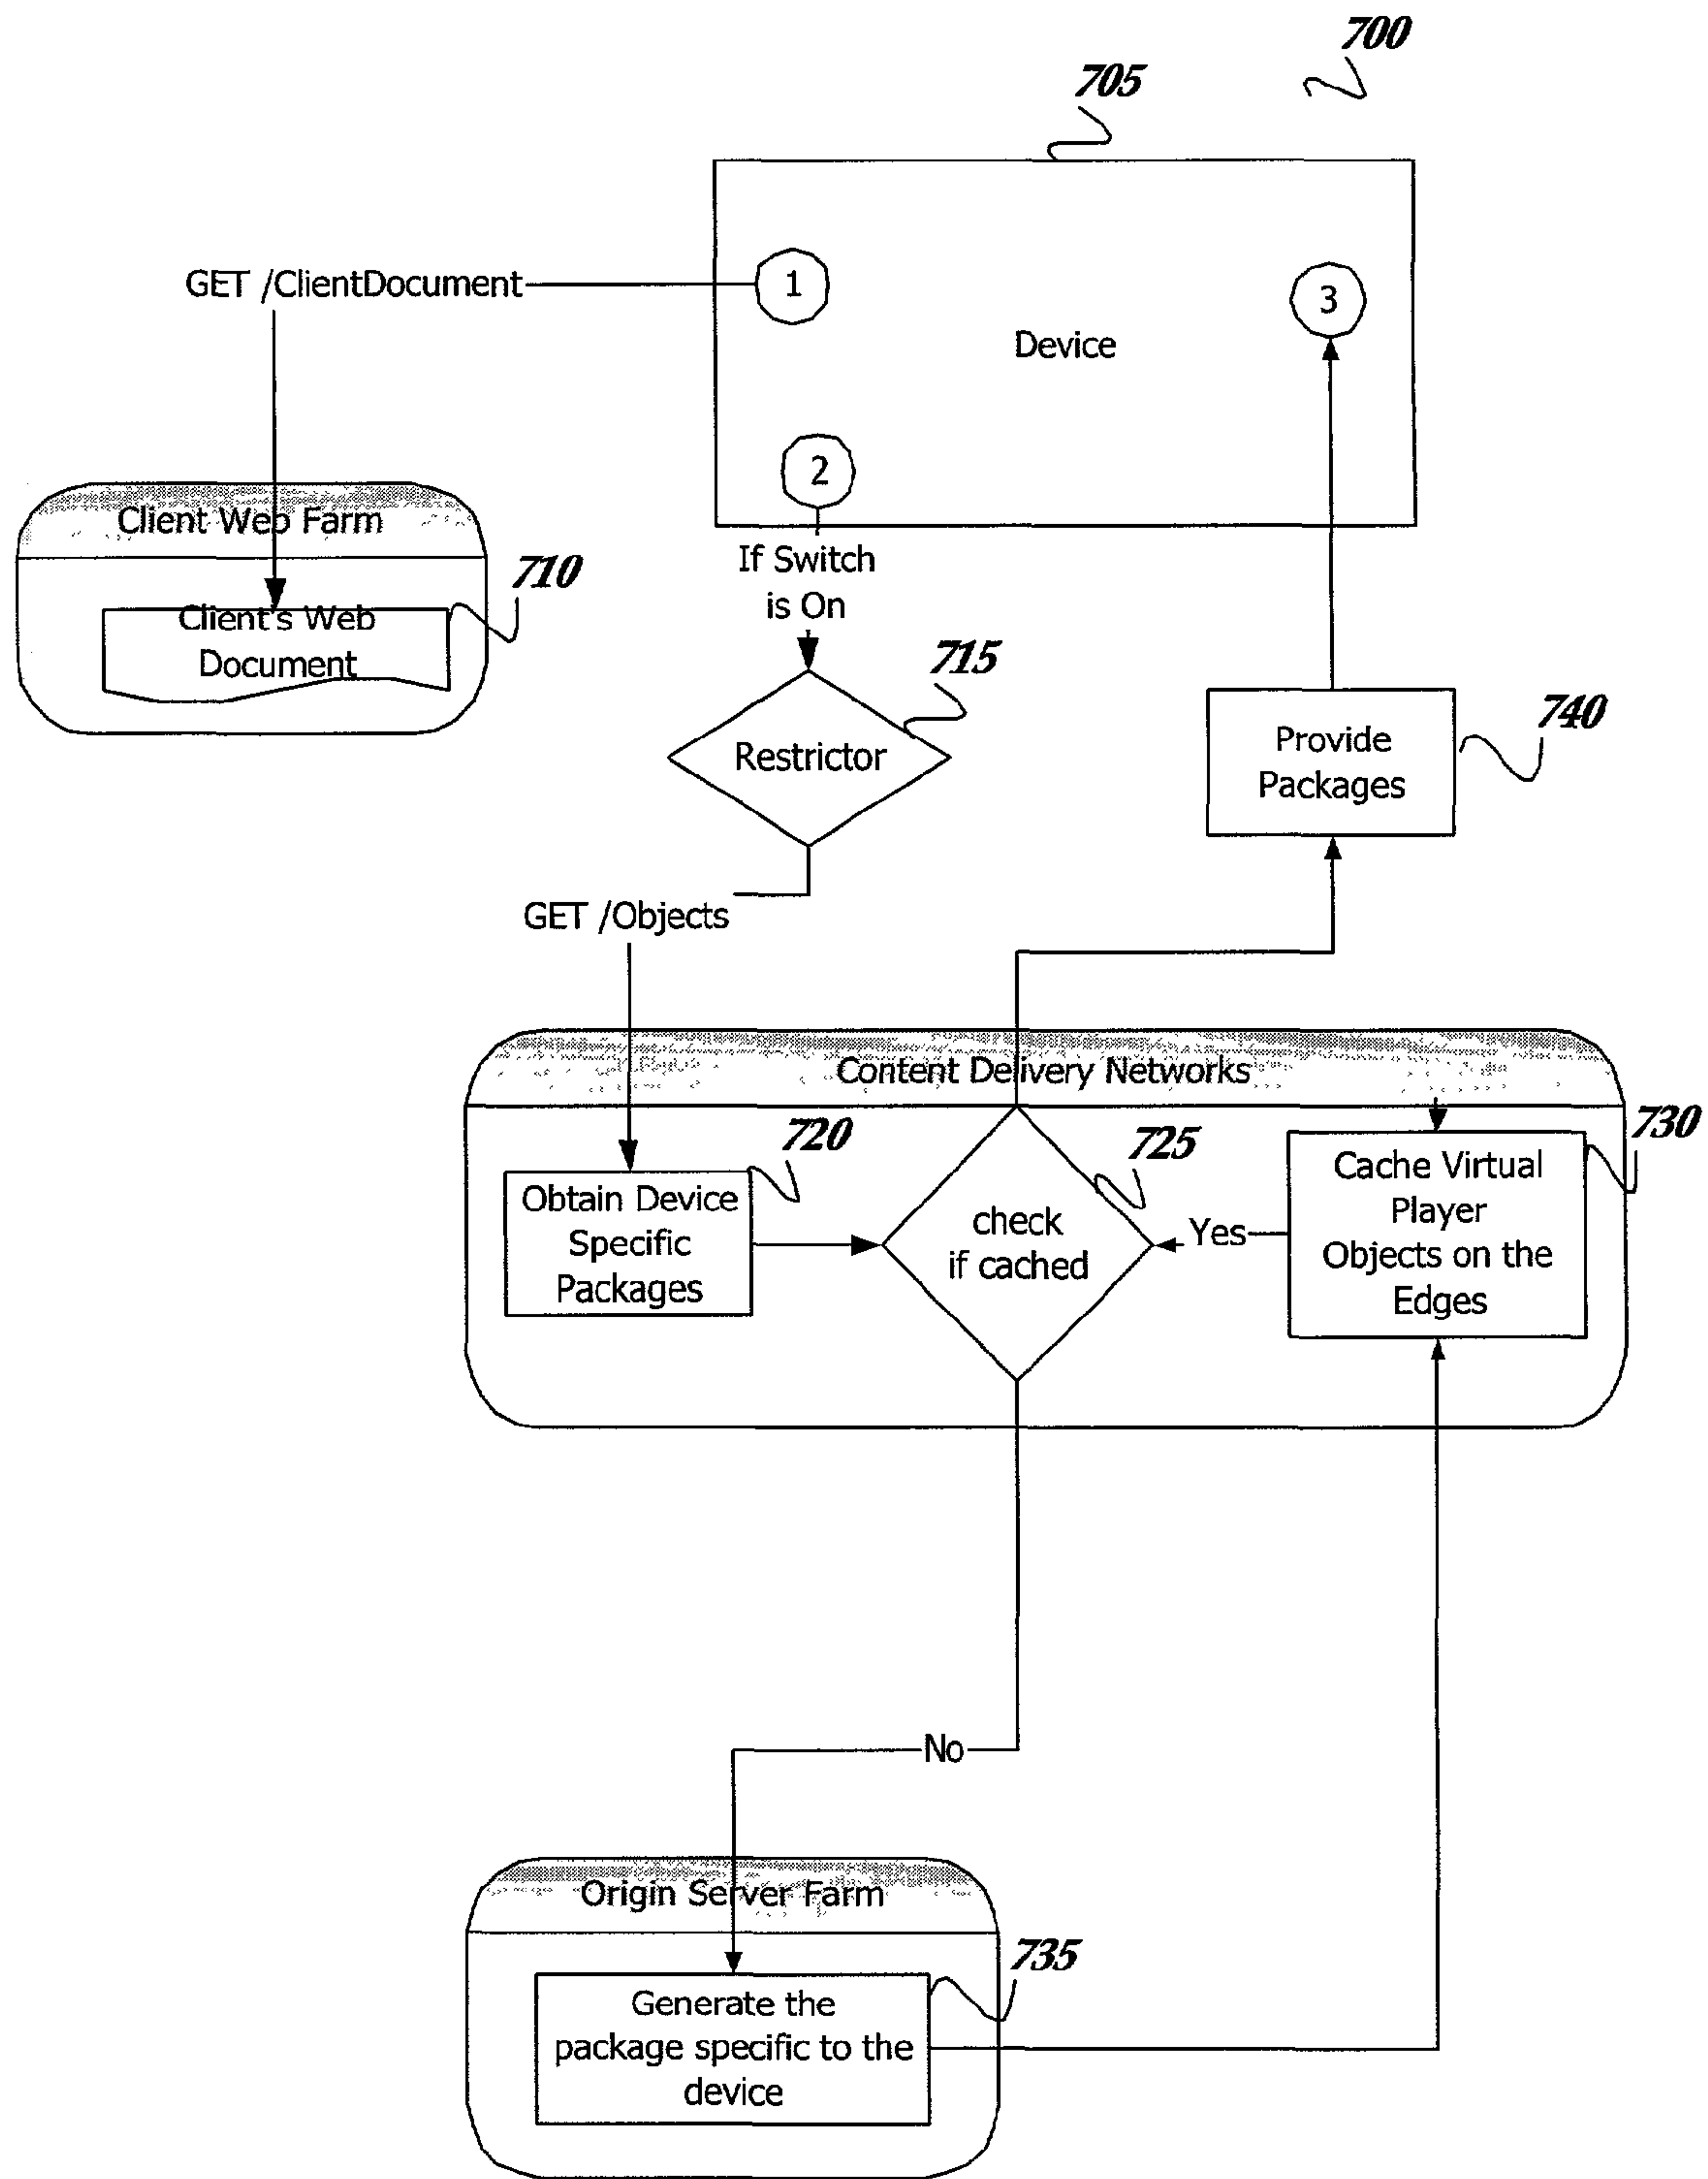 700
705
GET /ClientDocument
1
3
Device
2
Client Web Farm
If Switch
is On
710
Client's Web
Document
715
Restrictor
740
Provide
Packages
GET /Objects
Content Delivery Networks
720
725
730
Obtain Device
Specific
Packages
check
if cached
Yes
Cache Virtual
Player
Objects on the
Edges
No
Origin Server Farm
735
Generate the
package specific to the
device